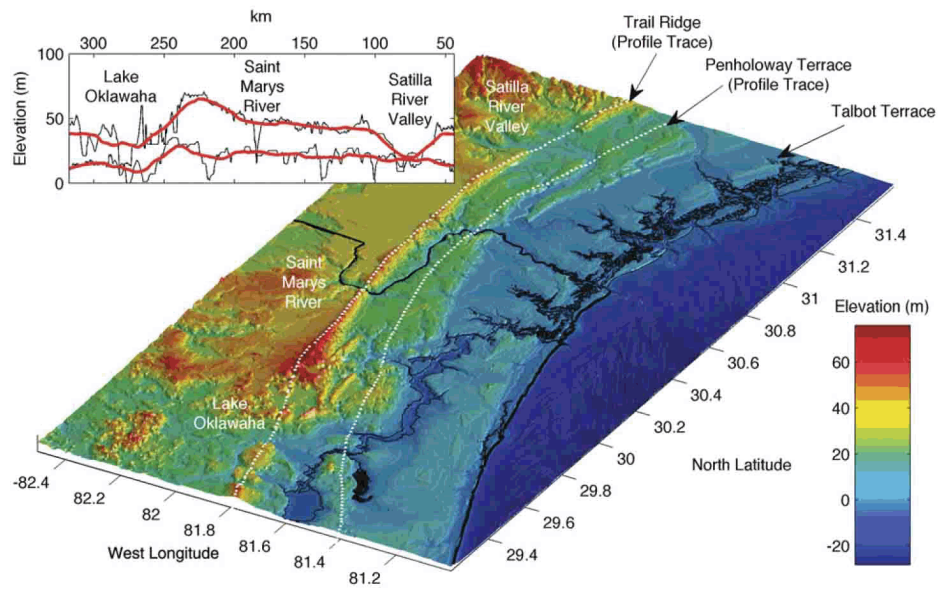 km
300
250
200
150
100
50
100
50
0
Elevation (m)
Lake
Oklawaha
Saint
Marys
River
Satilla
River
Valley
Trail Ridge
(Profile Trace)
Penholoway Terrace
(Profile Trace)
Talbot Terrace
Satilla
River
Valley
Saint
Marys
River
Lake
Oklawaha
-82.4
82.2
82
81.8
81.6
81.4
81.2
West Longitude
31.4
31.2
31
30.8
30.6
30.4
30.2
30
29.8
29.6
29.4
North Latitude
Elevation (m)
60
40
20
0
-20